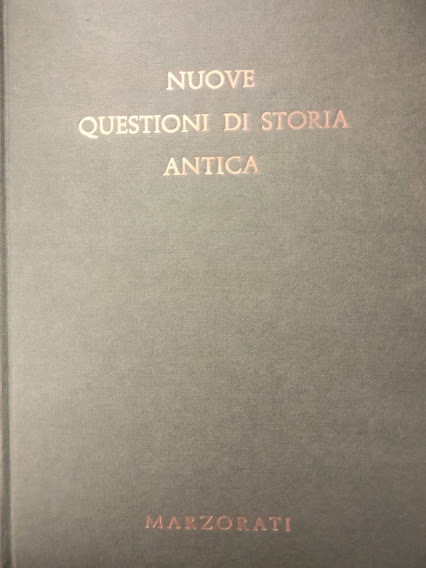 NUOVE
QUESTIONI DI STORIA
ANTICA
MARZORATI